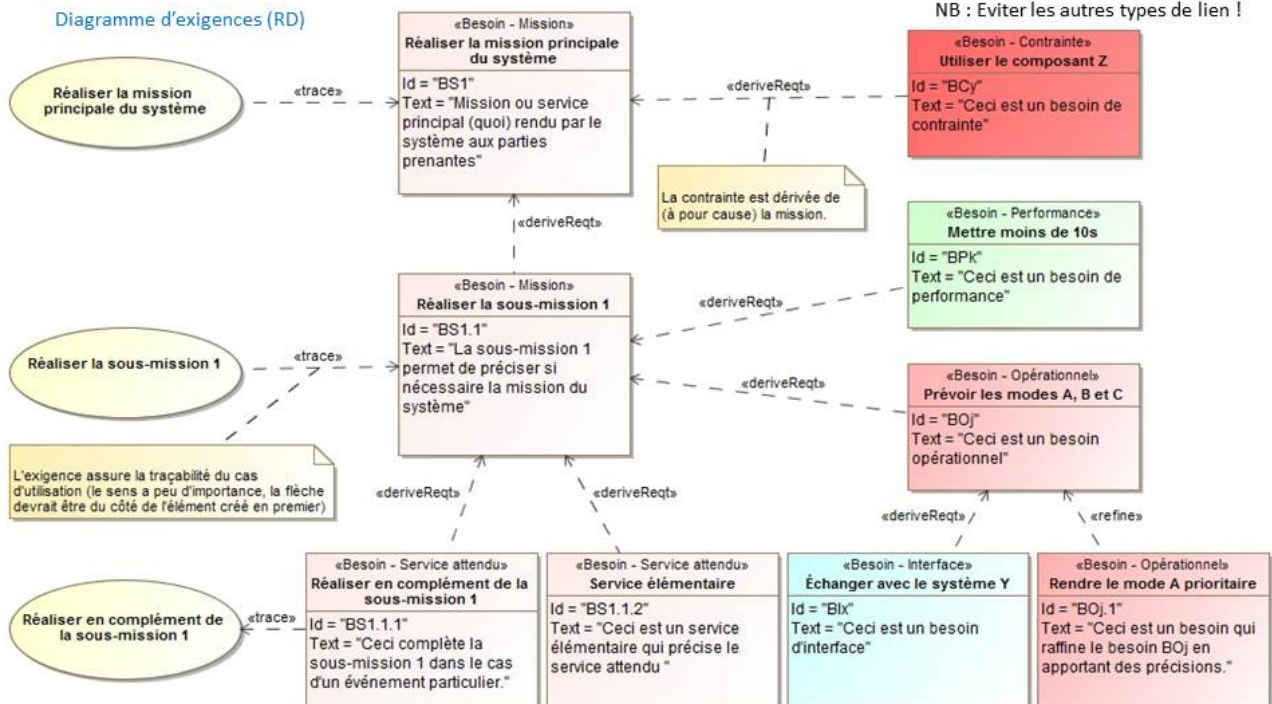 Diagramme d'exigences (RD)
NB : Eviter les autres types de lien !
«Besoin - Mission»
Réaliser la mission principale
du système
Id = "BS1"
Text = "Mission ou service
principal (quoi) rendu par le
système aux parties
prenantes"
«Besoin - Contrainte»
Utiliser le composant Z
Id = "BCy"
Text = "Ceci est un besoin de
contrainte"
Réaliser la mission
principale du système
«trace»
«deriveReqt»
La contrainte est dérivée de
(à pour cause) la mission.
«deriveReqt»
«Besoin - Performance»
Mettre moins de 10s
Id = "BPk"
Text = "Ceci est un besoin de
performance"
«Besoin - Mission»
Réaliser la sous-mission 1
Id = "BS1.1"
Text = "La sous-mission 1
permet de préciser si
nécessaire la mission du
système"
«deriveReqt»
Réaliser la sous-mission 1
«trace»
«deriveReqt»
«Besoin - Opérationnel»
Prévoir les modes A, B et C
Id = "BOj"
Text = "Ceci est un besoin
opérationnel"
L'exigence assure la traçabilité du cas
d'utilisation (le sens a peu d'importance, la flèche
devrait être du côté de l'élément créé en premier)
«deriveReqt»
«deriveReqt»
«deriveReqt»
«refine»
Réaliser en complément de
la sous-mission 1
«trace»
«Besoin - Service attendu»
Réaliser en complément de la
sous-mission 1
Id = "BS1.1.1"
Text = "Ceci complète la
sous-mission 1 dans le cas
d'un événement particulier."
«Besoin - Service attendu»
Service élémentaire
Id = "BS1.1.2"
Text = "Ceci est un service
élémentaire qui précise le
service attendu "
«Besoin - Interface»
Échanger avec le système Y
Id = "BIx"
Text = "Ceci est un besoin
d'interface"
«Besoin - Opérationnel»
Rendre le mode A prioritaire
Id = "BOj.1"
Text = "Ceci est un besoin qui
raffine le besoin BOj en
apportant des précisions."